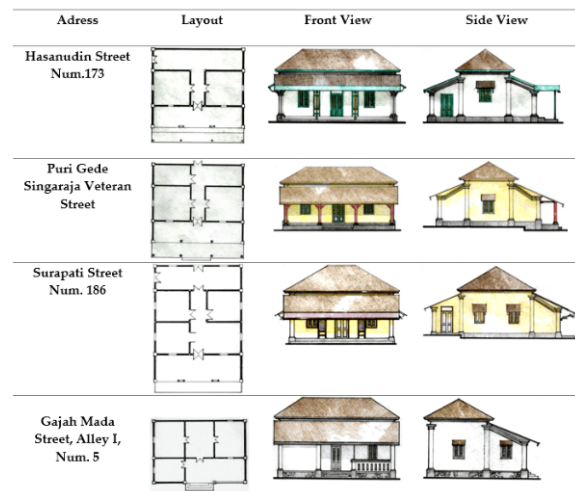 Adress Layout Front View Side View
Hasanudin Street
Num.173
Puri Gede
Singaraja Veteran
Street
Surapati Street
Num. 186
Gajah Mada
Street, Alley I,
Num. 5